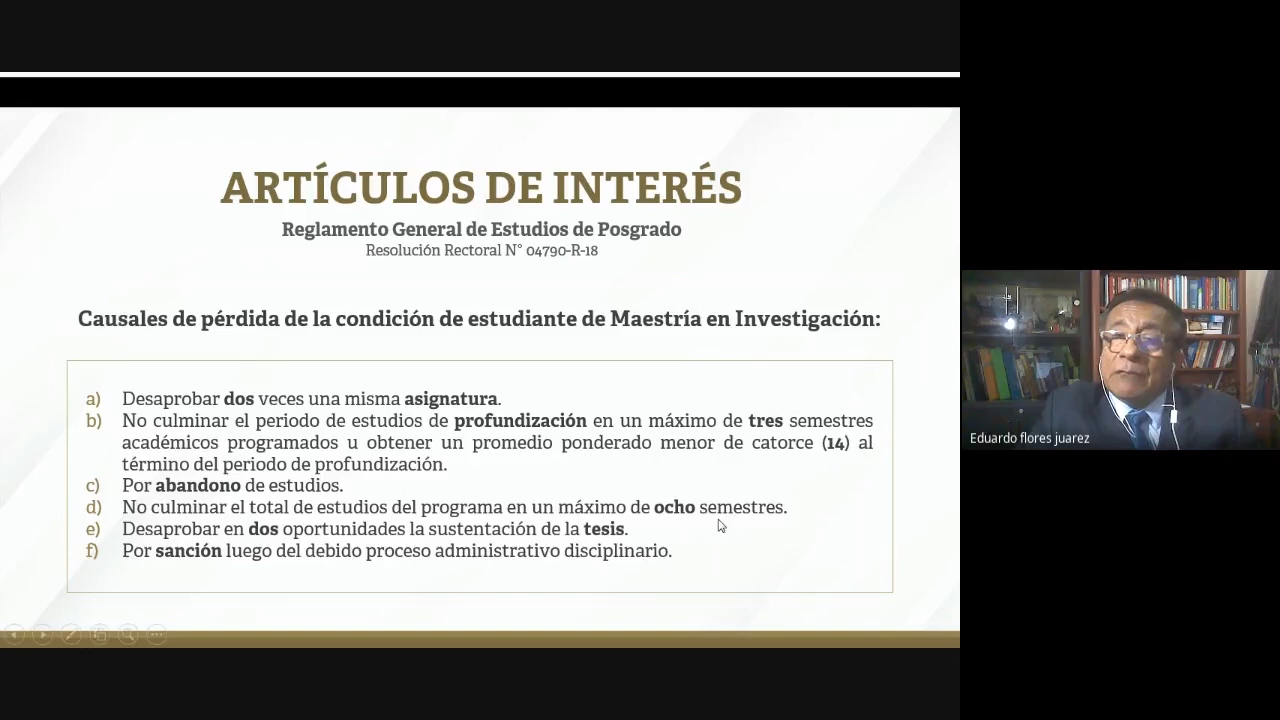 ARTÍCULOS DE INTERÉS
Reglamento General de Estudios de Posgrado
Resolución Rectoral N° 04790-R-18
Causales de pérdida de la condición de estudiante de Maestría en Investigación:
a) Desaprobar dos veces una misma asignatura.
b) No culminar el periodo de estudios de profundización en un máximo de tres semestres
académicos programados u obtener un promedio ponderado menor de catorce (14) al
término del periodo de profundización.
c) Por abandono de estudios.
d) No culminar el total de estudios del programa en un máximo de ocho semestres.
e) Desaprobar en dos oportunidades la sustentación de la tesis.
f) Por sanción luego del debido proceso administrativo disciplinario.
Eduardo flores juarez